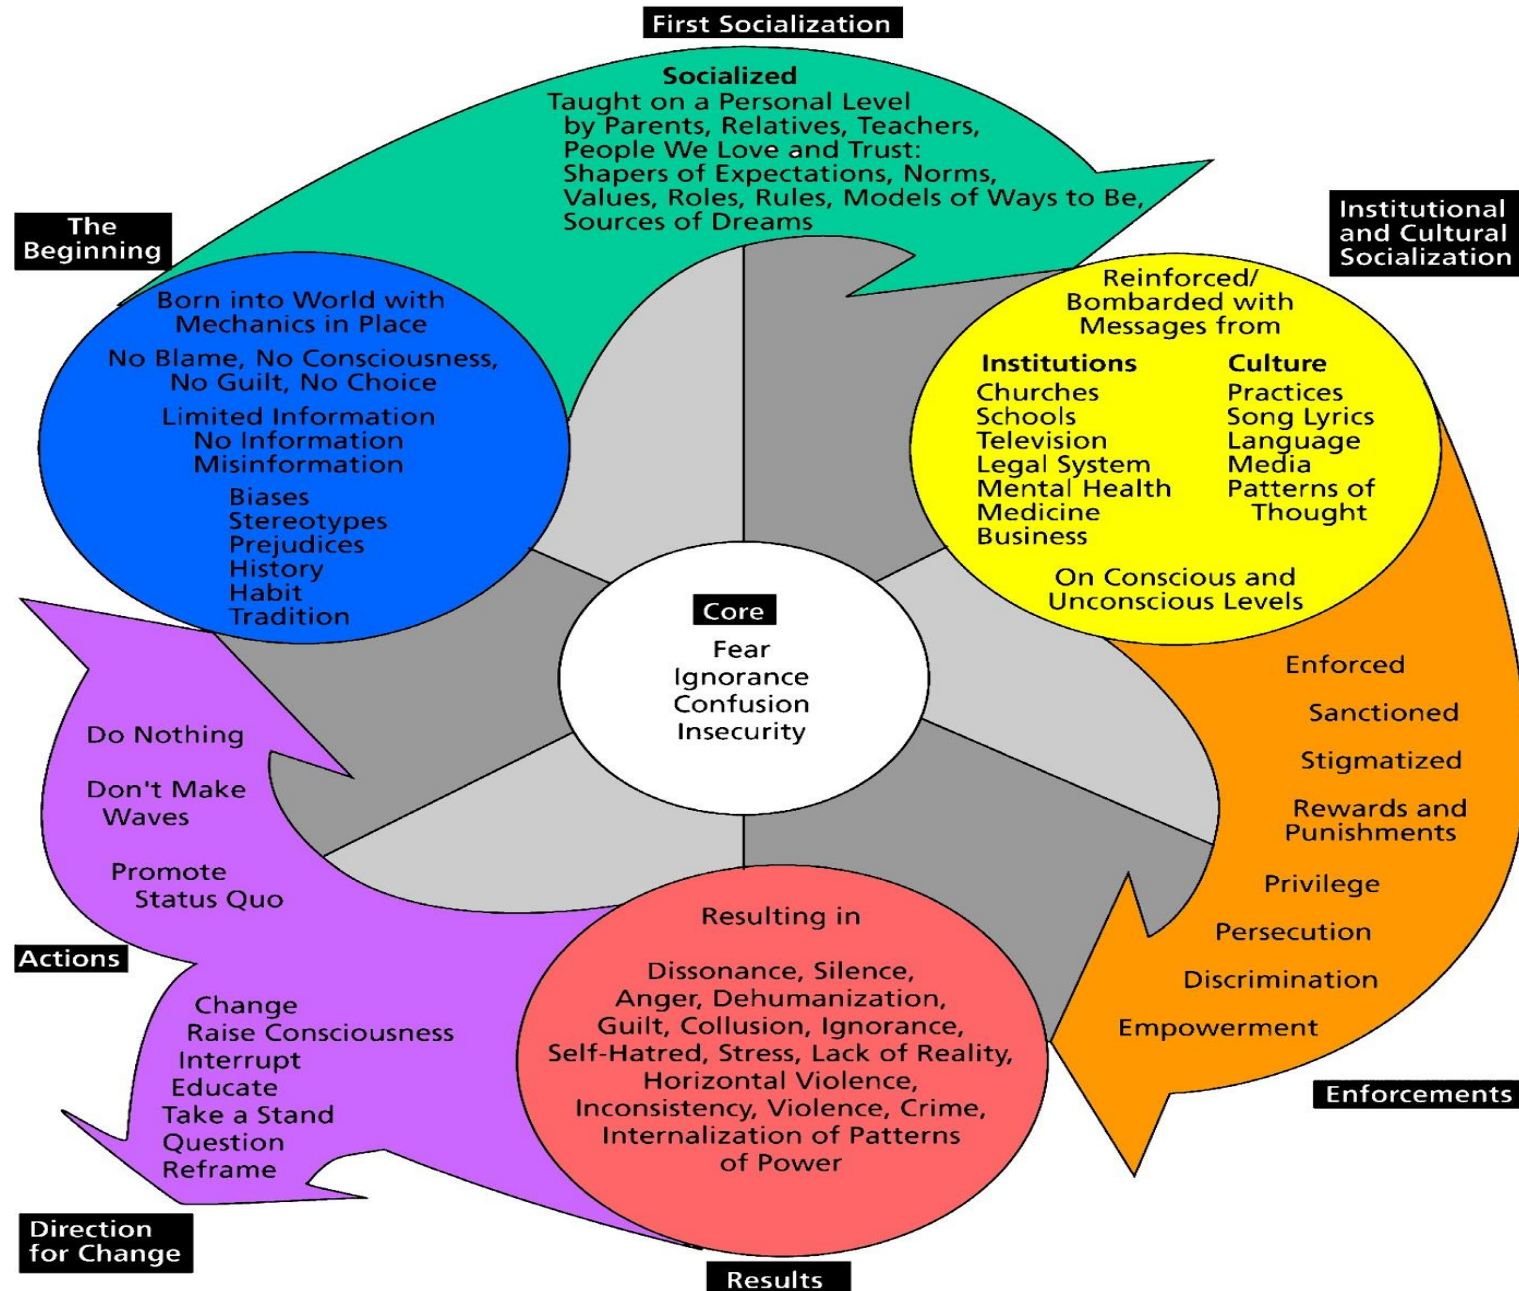 First Socialization
Socialized
Taught on a Personal Level
by Parents, Relatives, Teachers,
People We Love and Trust:
Shapers of Expectations, Norms,
Values, Roles, Rules, Models of Ways to Be,
Sources of Dreams
The
Beginning
Born into World with
Mechanics in Place
No Blame, No Consciousness,
No Guilt, No Choice
Limited Information
No Information
Misinformation
Biases
Stereotypes
Prejudices
History
Habit
Tradition
Institutional
and Cultural
Socialization
Reinforced/
Bombarded with
Messages from
Institutions
Churches
Schools
Television
Legal System
Mental Health
Medicine
Business
Culture
Practices
Song Lyrics
Language
Media
Patterns of
Thought
On Conscious and
Unconscious Levels
Core
Fear
Ignorance
Confusion
Insecurity
Enforced
Sanctioned
Stigmatized
Rewards and
Punishments
Privilege
Persecution
Discrimination
Empowerment
Enforcements
Resulting in
Dissonance, Silence,
Anger, Dehumanization,
Guilt, Collusion, Ignorance,
Self-Hatred, Stress, Lack of Reality,
Horizontal Violence,
Inconsistency, Violence, Crime,
Internalization of Patterns
of Power
Results
Do Nothing
Don't Make
Waves
Promote
Status Quo
Actions
Change
Raise Consciousness
Interrupt
Educate
Take a Stand
Question
Reframe
Direction
for Change